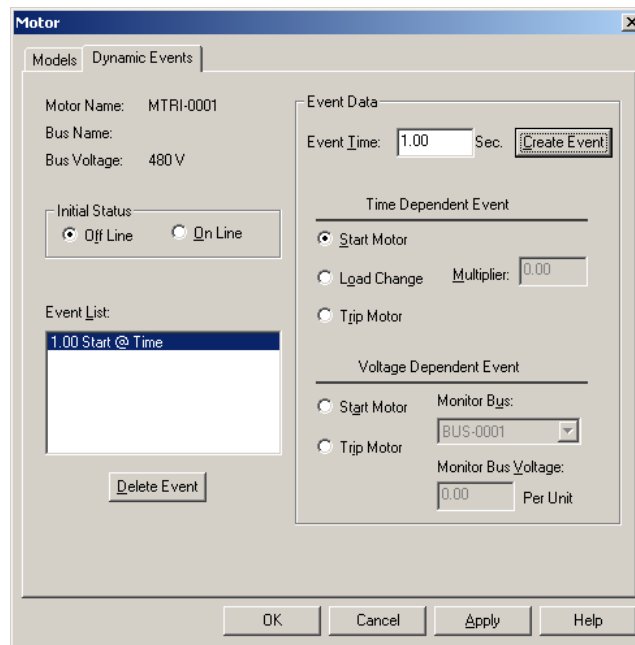 Motor
Models
Dynamic Events
Motor Name: MTRI-0001
Bus Name:
Bus Voltage: 480 V
Initial Status
Off Line
On Line
Event List:
1.00 Start @ Time
Delete Event
Event Data
Event Time: 1.00 Sec. Create Event
Time Dependent Event
Start Motor
Load Change Multiplier: 0.00
Trip Motor
Voltage Dependent Event
Start Motor
Monitor Bus:
BUS-0001
Trip Motor
Monitor Bus Voltage:
0.00 Per Unit
OK
Cancel
Apply
Help